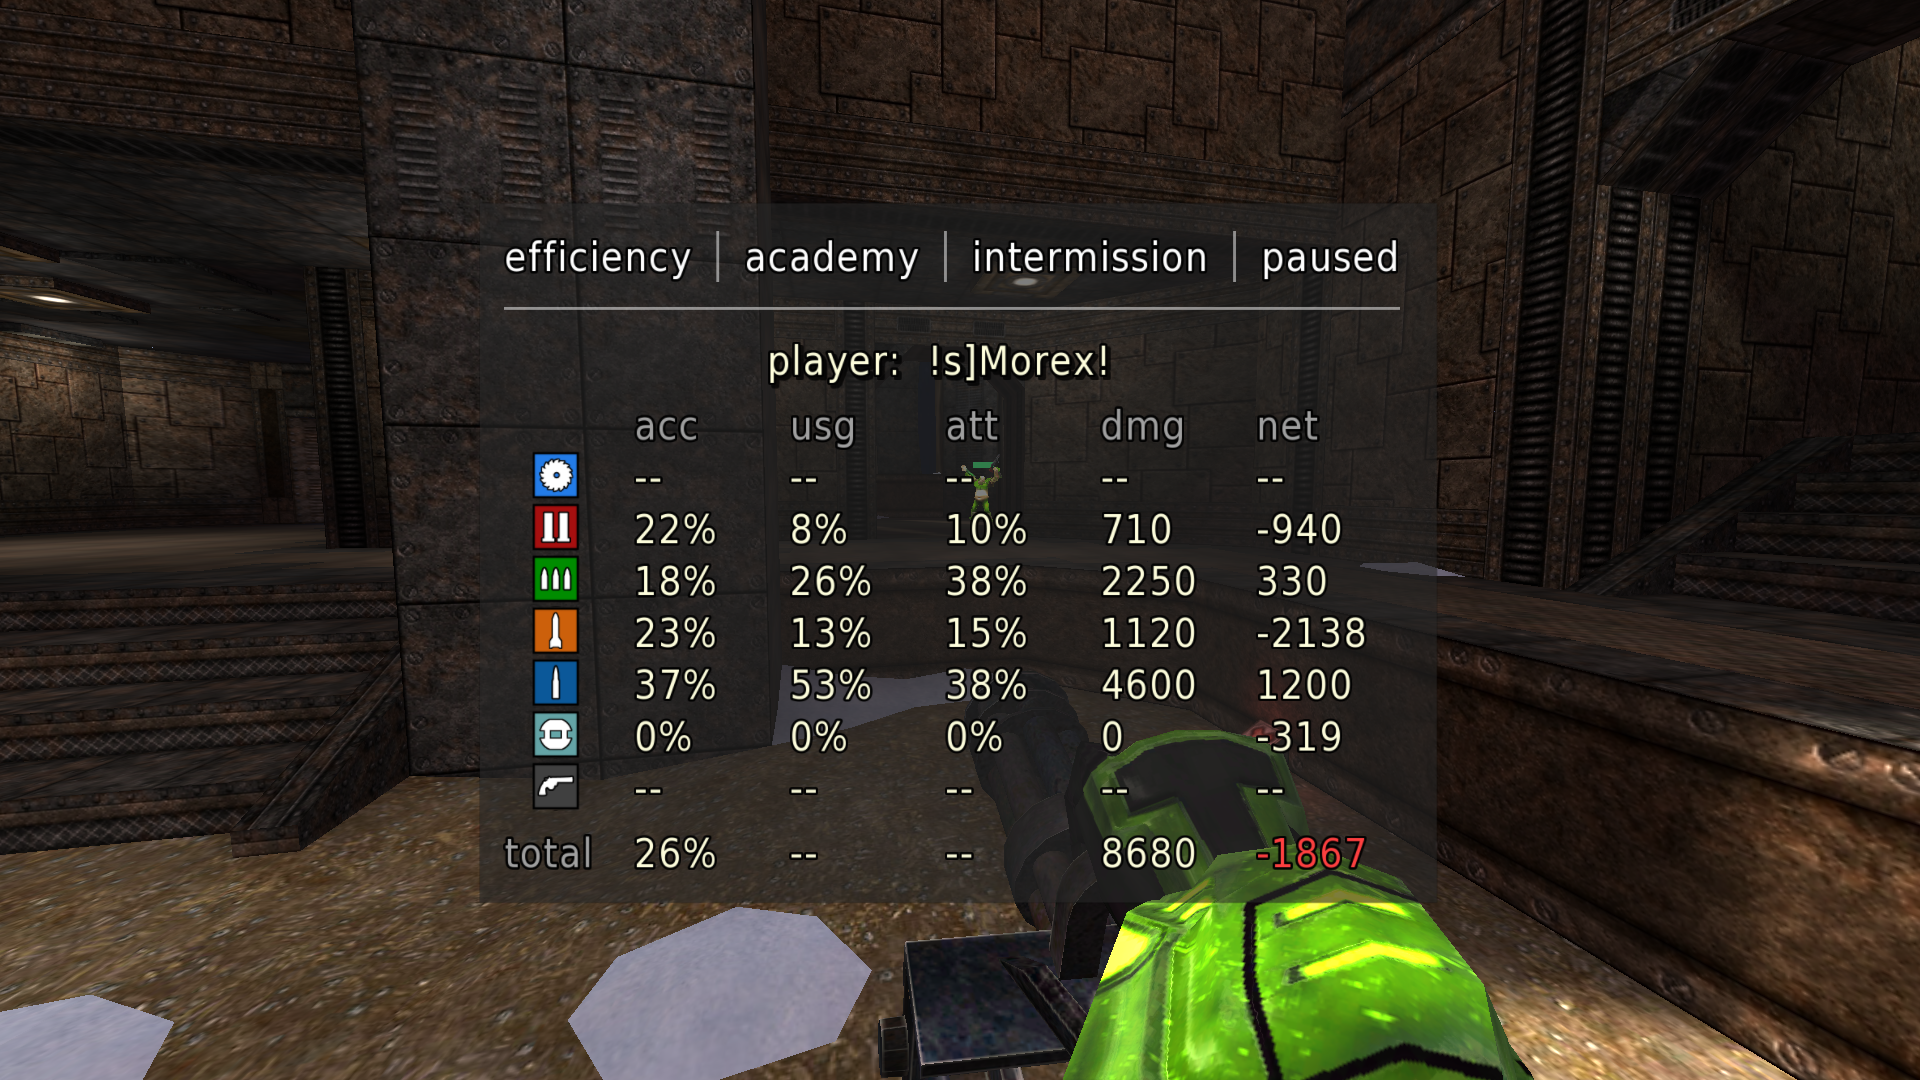 efficiency | academy | intermission | paused
player: !s]Morex!
acc usg att dmg net
-- -- -- -- --
22% 8% 10% 710 -940
18% 26% 38% 2250 330
23% 13% 15% 1120 -2138
37% 53% 38% 4600 1200
0% 0% 0% 0 -319
-- -- -- -- --
total 26% -- -- 8680 -1867